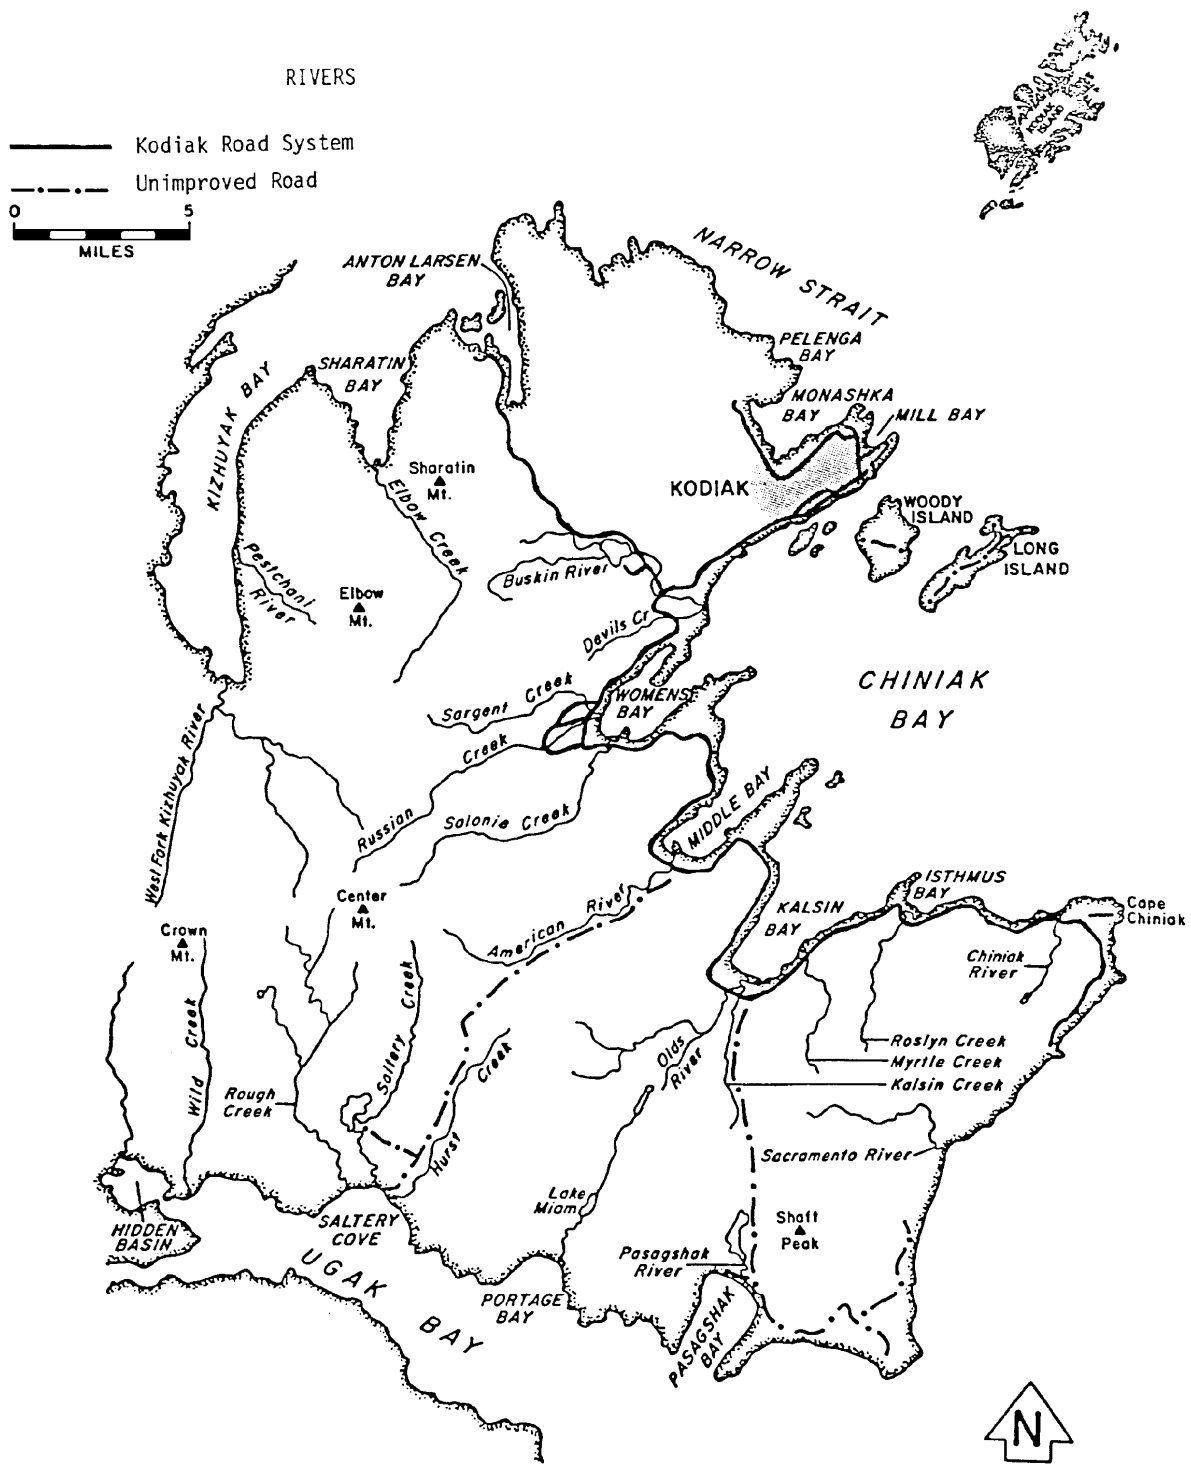 RIVERS
Kodiak Road System
Unimproved Road
0 5
MILES
KODIAK
ISLAND
NARROW STRAIT
ANTON LARSEN
BAY
PELENGA
BAY
SHARATIN
BAY
KIZHUYAK BAY
MONASHKA
BAY
MILL BAY
Sharatin
Mt.
KODIAK
Elbow Creek
WOODY
ISLAND
LONG
ISLAND
Pestchani
River
Buskin River
Elbow
Mt.
Devils Cr
CHINIAK
BAY
Sargent Creek
WOMENS
BAY
West Fork Kizhuyak River
Russian Creek
Salonie Creek
MIDDLE BAY
ISTHMUS
BAY
Center
Mt.
American River
KALSIN
BAY
Cape
Chiniak
Crown
Mt.
Chiniak
River
Wild Creek
Saltery Creek
Roslyn Creek
Myrtle Creek
Kalsin Creek
Olds
River
Rough
Creek
Hurst Creek
Sacramento River
Lake
Miam
HIDDEN
BASIN
SALTERY
COVE
Shaft
Peak
Pasagshak
River
UGAK BAY
PORTAGE
BAY
PASAGSHAK
BAY
N